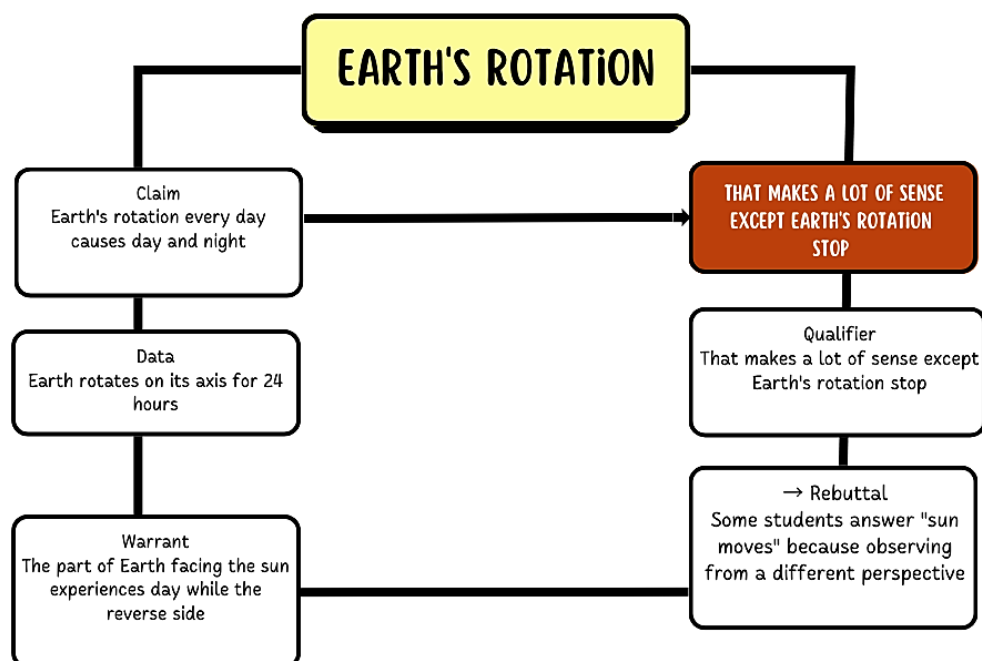 EARTH'S ROTATION
Claim
Earth's rotation every day
causes day and night
THAT MAKES A LOT OF SENSE
EXCEPT EARTH'S ROTATION
STOP
Data
Earth rotates on its axis for 24
hours
Qualifier
That makes a lot of sense except
Earth's rotation stop
Warrant
The part of Earth facing the sun
experiences day while the
reverse side
→ Rebuttal
Some students answer "sun
moves" because observing
from a different perspective